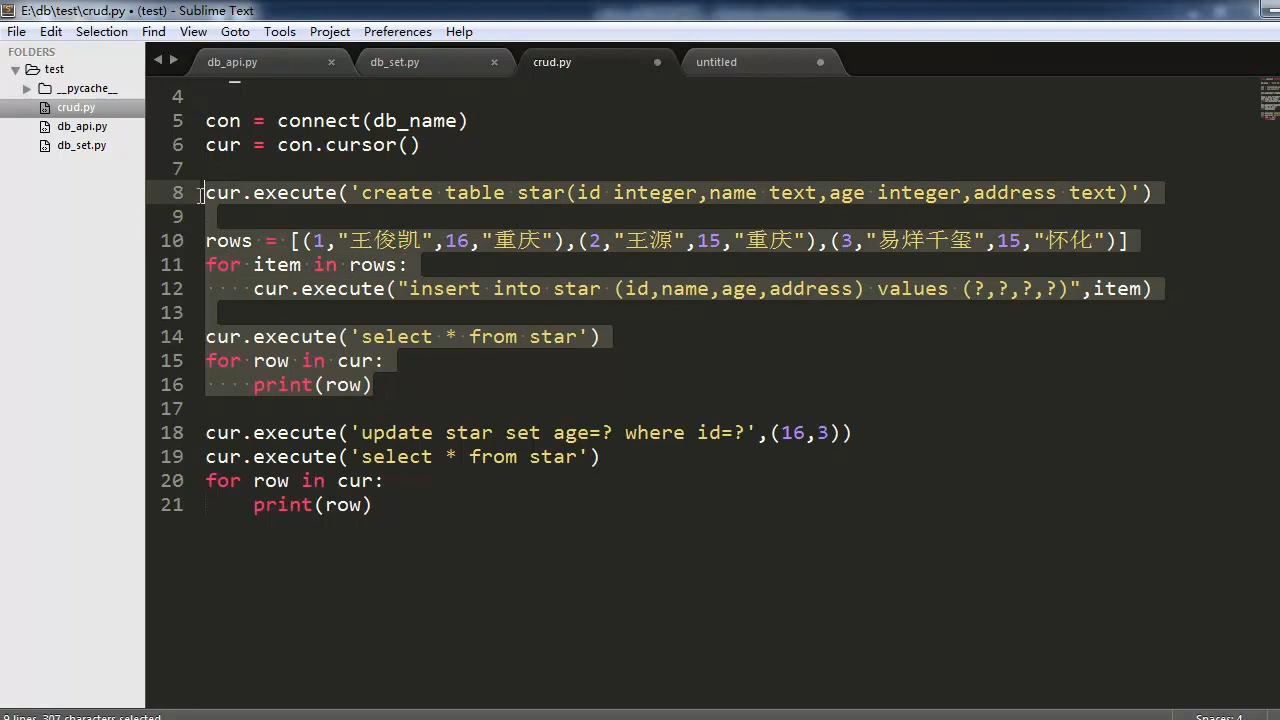 E:\db\test\crud.py • (test) - Sublime Text
File Edit Selection Find View Goto Tools Project Preferences Help
FOLDERS
test
__pycache__
crud.py
db_api.py
db_set.py
db_api.py × db_set.py × crud.py untitled
4
5 con = connect(db_name)
6 cur = con.cursor()
7
8 cur.execute('create table star(id integer,name text,age integer,address text)')
9
10 rows = [(1,"王俊凯",16,"重庆"),(2,"王源",15,"重庆"),(3,"易烊千玺",15,"怀化")]
11 for item in rows:
12 cur.execute("insert into star (id,name,age,address) values (?,?,?,?)",item)
13
14 cur.execute('select * from star')
15 for row in cur:
16 print(row)
17
18 cur.execute('update star set age=? where id=?',(16,3))
19 cur.execute('select * from star')
20 for row in cur:
21 print(row)
9 lines, 307 characters selected
Spaces: 4